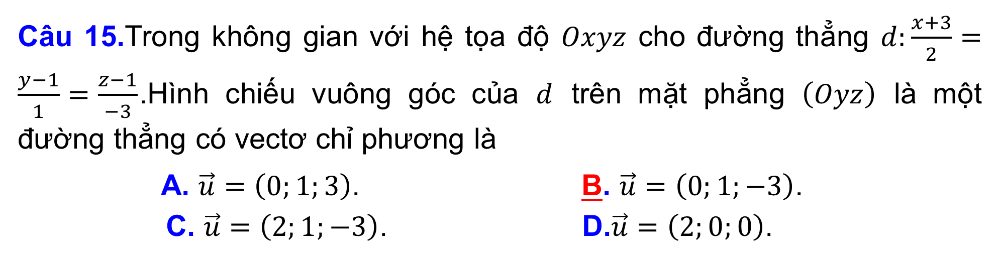 Câu 15.Trong không gian với hệ tọa độ Oxyz cho đường thẳng d: \frac{x+3}{2} =
\frac{y-1}{1} = \frac{z-1}{-3}.Hình chiếu vuông góc của d trên mặt phẳng (Oyz) là một
đường thẳng có vectơ chỉ phương là
A. \vec{u} = (0; 1; 3). B. \vec{u} = (0; 1; −3).
C. \vec{u} = (2; 1; −3). D.\vec{u} = (2; 0; 0).